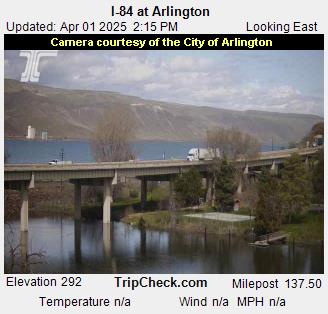 I-84 at Arlington
Updated: Apr 01 2025 2:15 PM Looking East
Camera courtesy of the City of Arlington
Elevation 292 TripCheck.com Milepost 137.50
Temperature n/a Wind n/a MPH n/a